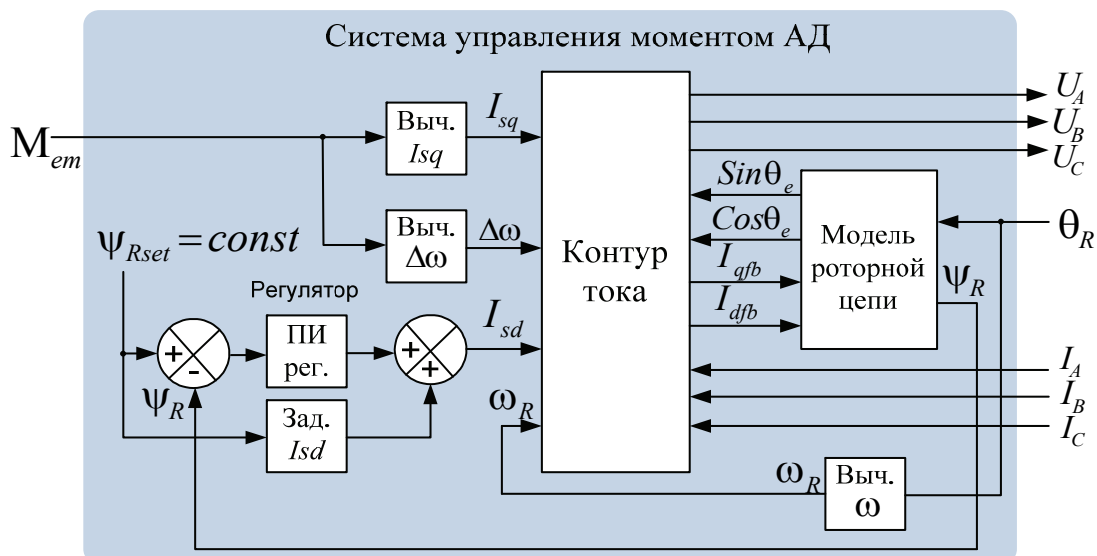 Система управления моментом АД
M_em
Выч.
Isq
I_sq
Выч.
Δω
Δω
ψ_Rset = const
Регулятор
+
-
ψ_R
ПИ
рег.
+
+
I_sd
Зад.
Isd
ω_R
Контур
тока
U_A
U_B
U_C
Sinθ_e
Cosθ_e
I_qfb
I_dfb
Модель
роторной
цепи
θ_R
ψ_R
I_A
I_B
I_C
ω_R
Выч.
ω